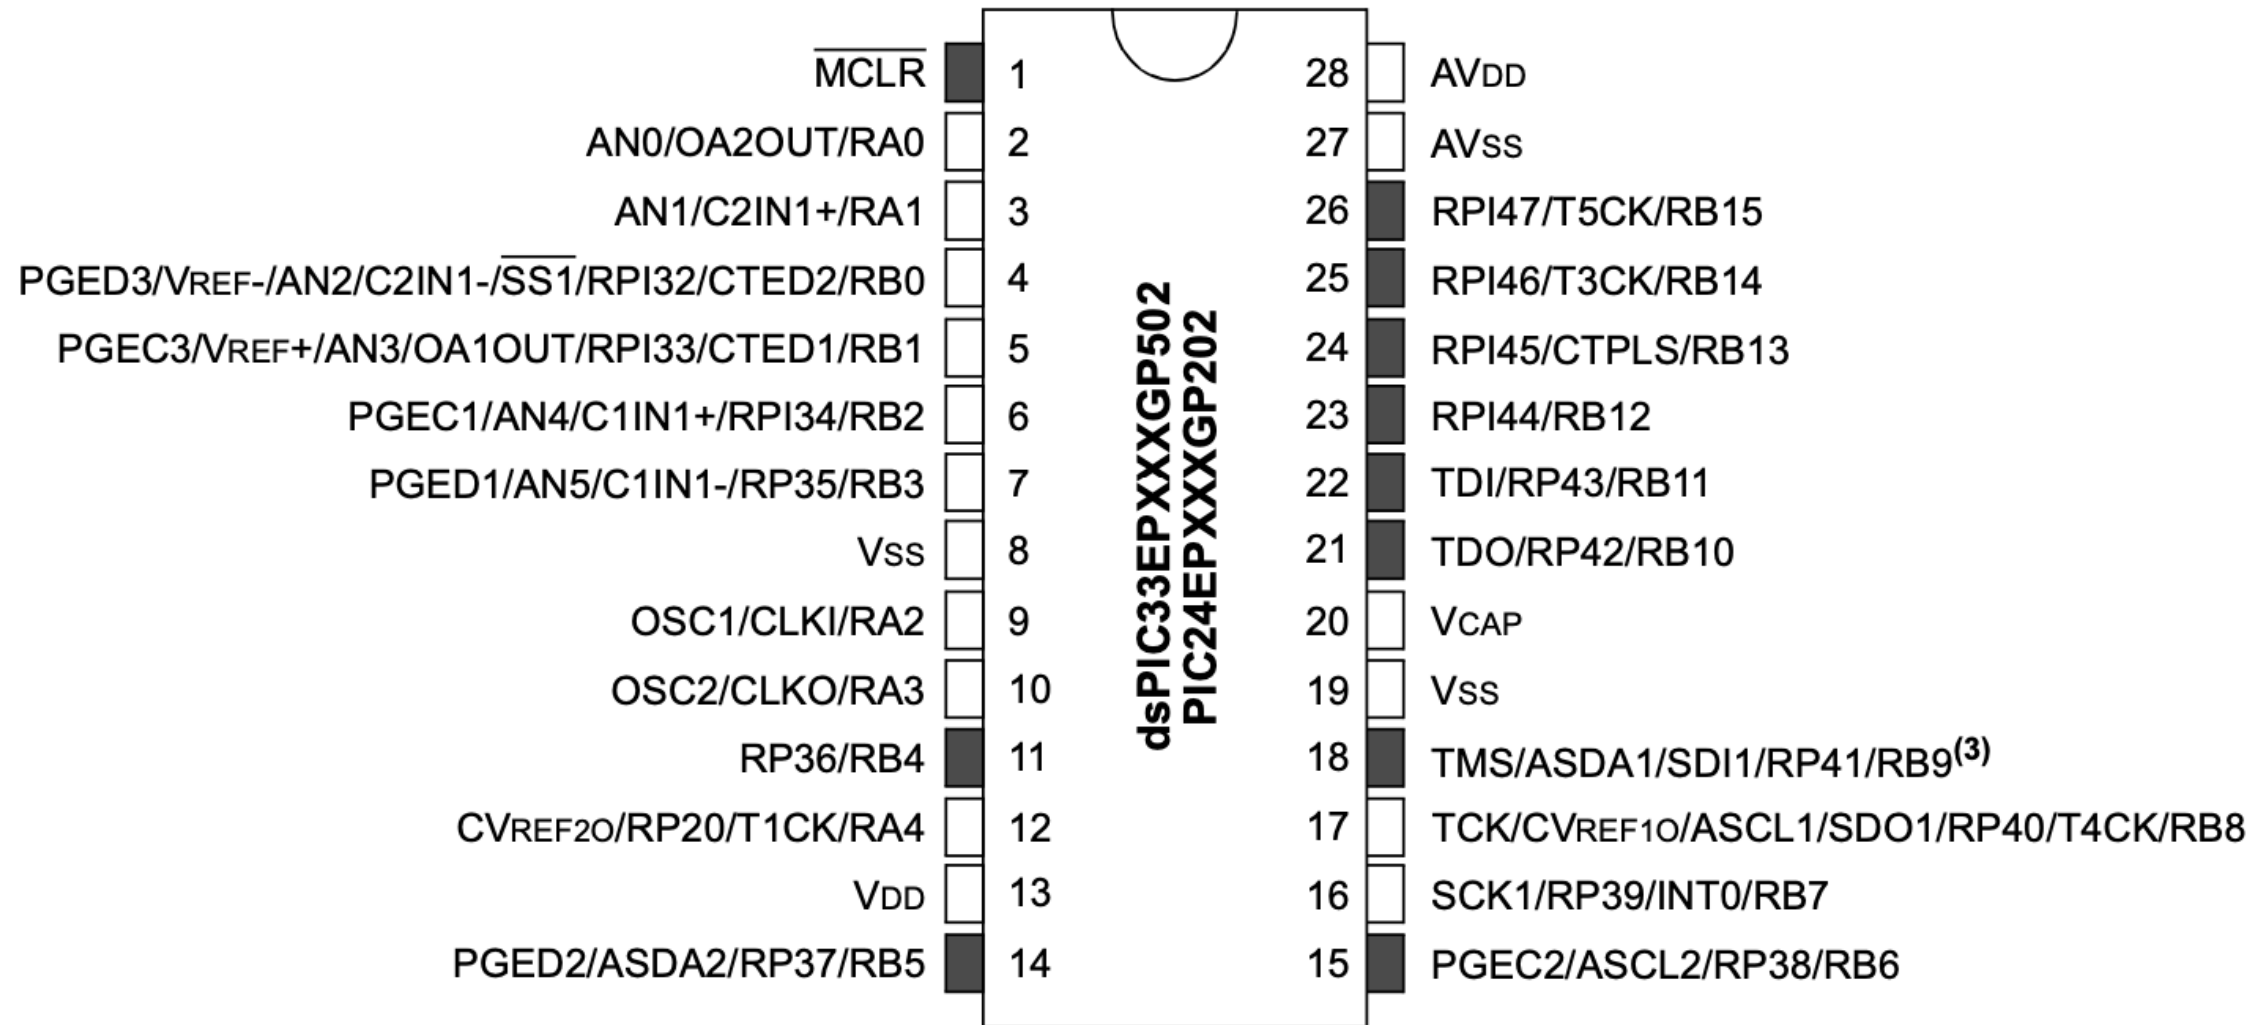 MCLR 1 28 AVDD
AN0/OA2OUT/RA0 2 27 AVSS
AN1/C2IN1+/RA1 3 26 RPI47/T5CK/RB15
PGED3/VREF-/AN2/C2IN1-/SS1/RPI32/CTED2/RB0 4 25 RPI46/T3CK/RB14
PGEC3/VREF+/AN3/OA1OUT/RPI33/CTED1/RB1 5 24 RPI45/CTPLS/RB13
PGEC1/AN4/C1IN1+/RPI34/RB2 6 23 RPI44/RB12
PGED1/AN5/C1IN1-/RP35/RB3 7 22 TDI/RP43/RB11
VSS 8 21 TDO/RP42/RB10
OSC1/CLKI/RA2 9 20 VCAP
OSC2/CLKO/RA3 10 19 VSS
RP36/RB4 11 18 TMS/ASDA1/SDI1/RP41/RB9(3)
CVREF2O/RP20/T1CK/RA4 12 17 TCK/CVREF1O/ASCL1/SDO1/RP40/T4CK/RB8
VDD 13 16 SCK1/RP39/INT0/RB7
PGED2/ASDA2/RP37/RB5 14 15 PGEC2/ASCL2/RP38/RB6
dsPIC33EPXXXGP502
PIC24EPXXXGP202